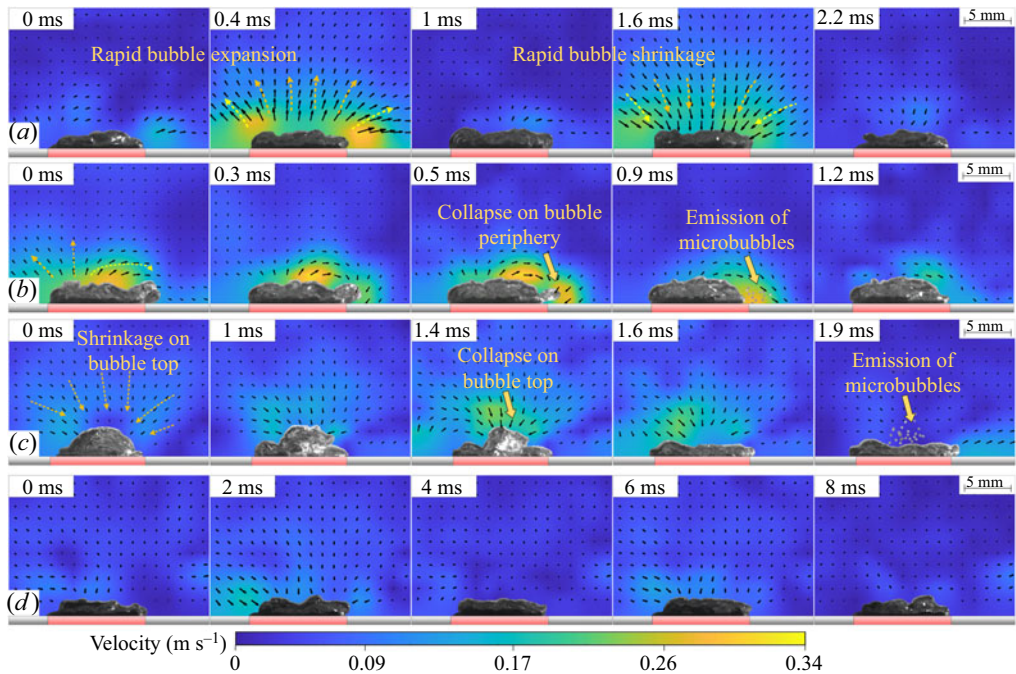 0 ms
0.4 ms
1 ms
1.6 ms
2.2 ms
5 mm
Rapid bubble expansion
Rapid bubble shrinkage
(a)
0 ms
0.3 ms
0.5 ms
0.9 ms
1.2 ms
5 mm
Collapse on bubble
periphery
Emission of
microbubbles
(b)
0 ms
1 ms
1.4 ms
1.6 ms
1.9 ms
5 mm
Shrinkage on
bubble top
Collapse on
bubble top
Emission of
microbubbles
(c)
0 ms
2 ms
4 ms
6 ms
8 ms
5 mm
(d)
Velocity (m s⁻¹)
0
0.09
0.17
0.26
0.34